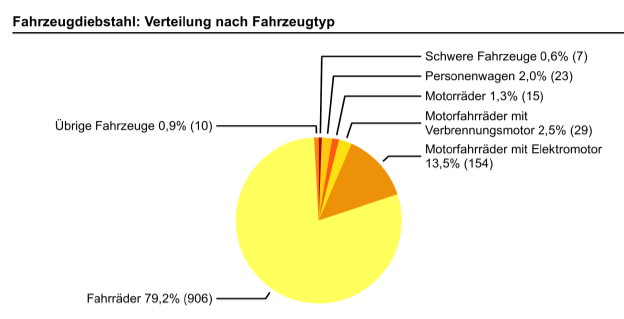 Fahrzeugdiebstahl: Verteilung nach Fahrzeugtyp
Schwere Fahrzeuge 0,6% (7)
Personenwagen 2,0% (23)
Motorräder 1,3% (15)
Motorfahrräder mit
Verbrennungsmotor 2,5% (29)
Motorfahrräder mit Elektromotor
13,5% (154)
Übrige Fahrzeuge 0,9% (10)
Fahrräder 79,2% (906)